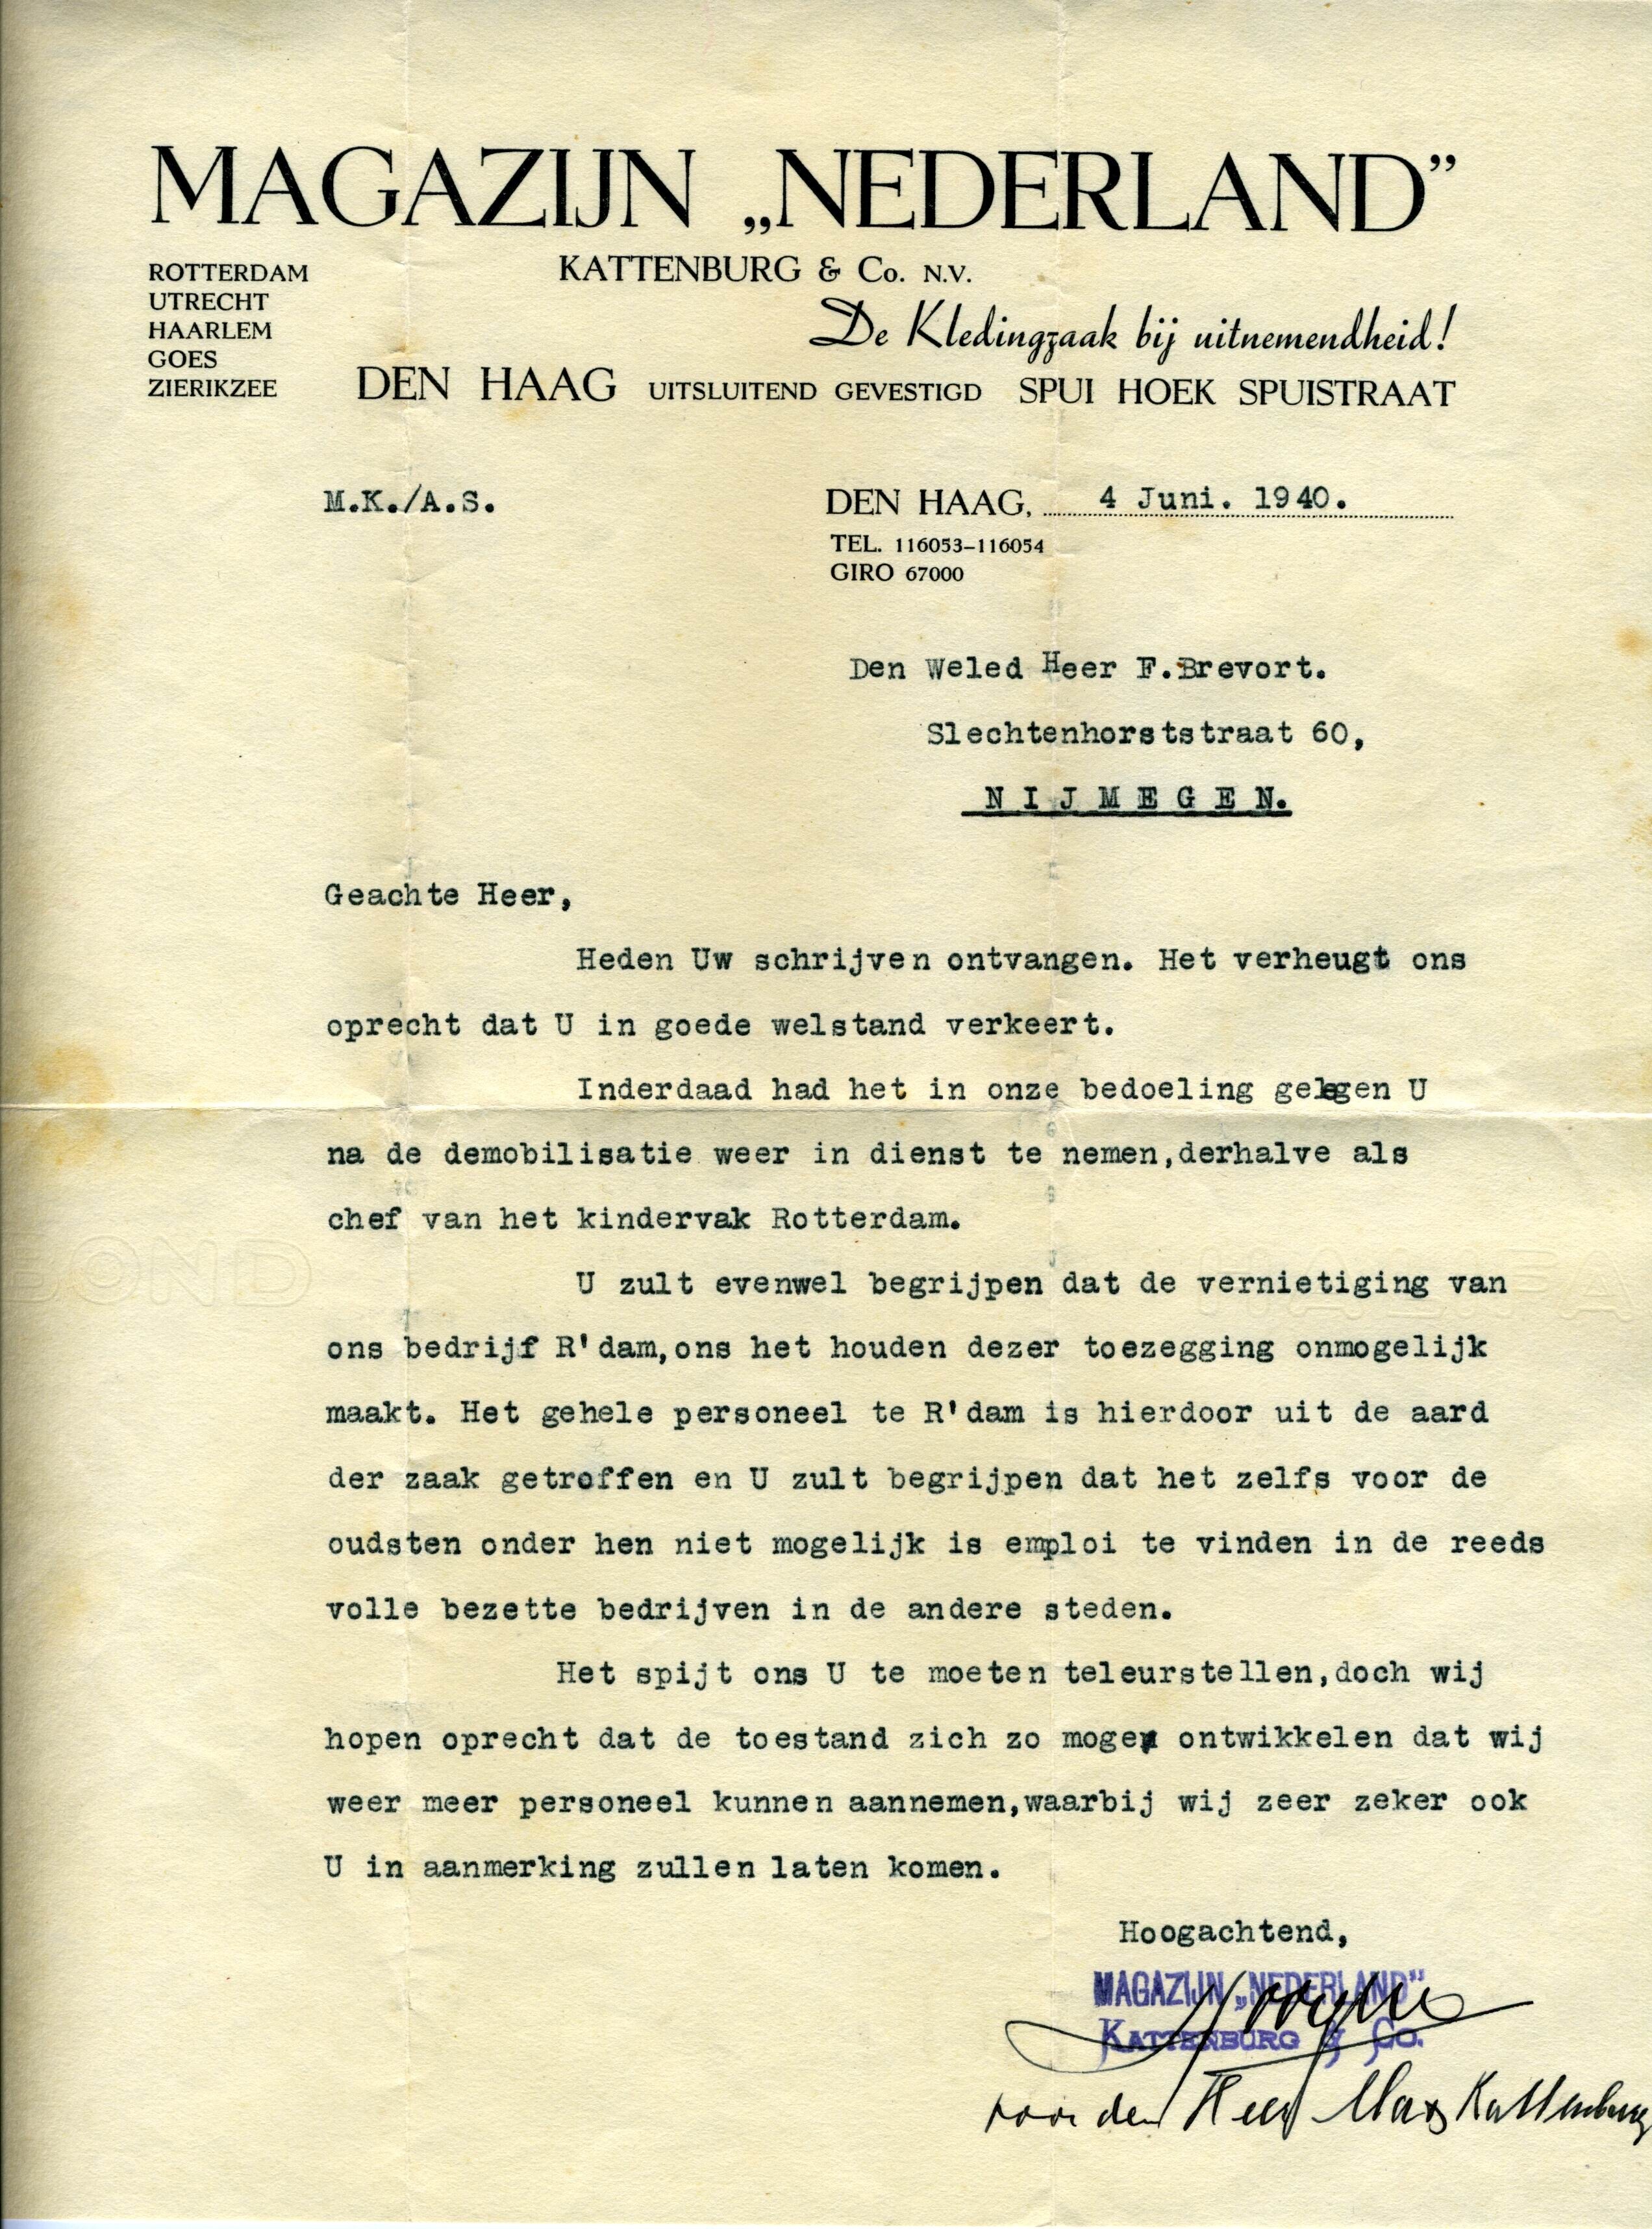 MAGAZIJN „NEDERLAND”
KATTENBURG & Co. N.V.
De Kledingzaak bij uitnemendheid!
ROTTERDAM
UTRECHT
HAARLEM
GOES
ZIERIKZEE
DEN HAAG UITSLUITEND GEVESTIGD SPUI HOEK SPUISTRAAT
M.K./A.S.
DEN HAAG, 4 Juni. 1940.
TEL. 116053–116054
GIRO 67000
Den Weled Heer F.Brevort.
Slechtenhorststraat 60,
N I J M E G E N.
Geachte Heer,
Heden Uw schrijven ontvangen. Het verheugt ons
oprecht dat U in goede welstand verkeert.
Inderdaad had het in onze bedoeling gelegen U
na de demobilisatie weer in dienst te nemen,derhalve als
chef van het kindervak Rotterdam.
U zult evenwel begrijpen dat de vernietiging van
ons bedrijf R'dam,ons het houden dezer toezegging onmogelijk
maakt. Het gehele personeel te R'dam is hierdoor uit de aard
der zaak getroffen en U zult begrijpen dat het zelfs voor de
oudsten onder hen niet mogelijk is emploi te vinden in de reeds
volle bezette bedrijven in de andere steden.
Het spijt ons U te moeten teleurstellen,doch wij
hopen oprecht dat de toestand zich zo moge ontwikkelen dat wij
weer meer personeel kunnen aannemen,waarbij wij zeer zeker ook
U in aanmerking zullen laten komen.
Hoogachtend,
MAGAZIJN „NEDERLAND”
KATTENBURG & Co.
voor den Heer Max Kattenburg
BOND